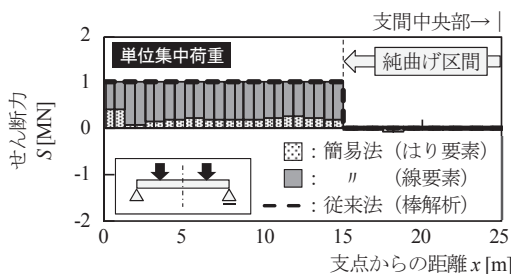 支間中央部→
単位集中荷重
純曲げ区間
せん断力
S[MN]
2
1
0
-1
-2
：簡易法（はり要素）
： 〃 （線要素）
：従来法（棒解析）
0 5 10 15 20 25
支点からの距離x[m]